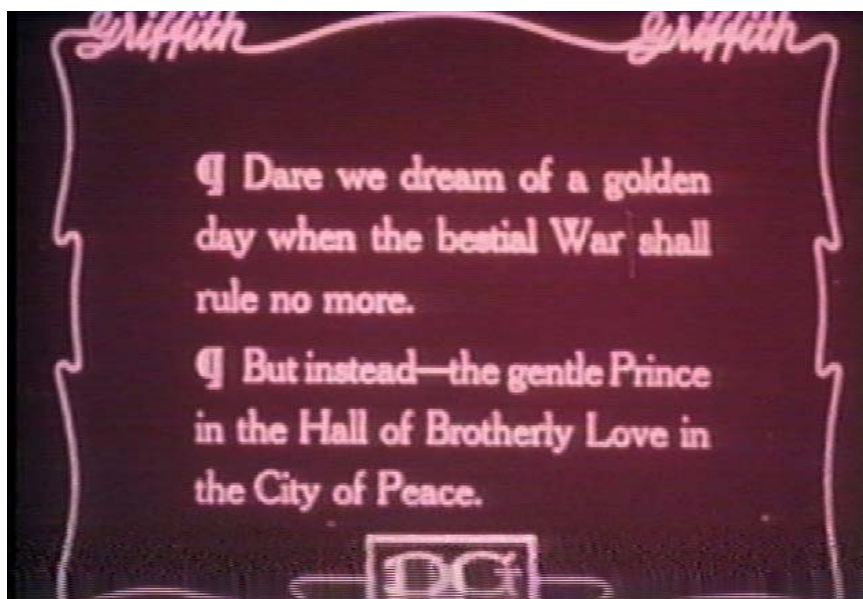 Griffith Griffith
¶ Dare we dream of a golden
day when the bestial War shall
rule no more.
¶ But instead—the gentle Prince
in the Hall of Brotherly Love in
the City of Peace.
DG